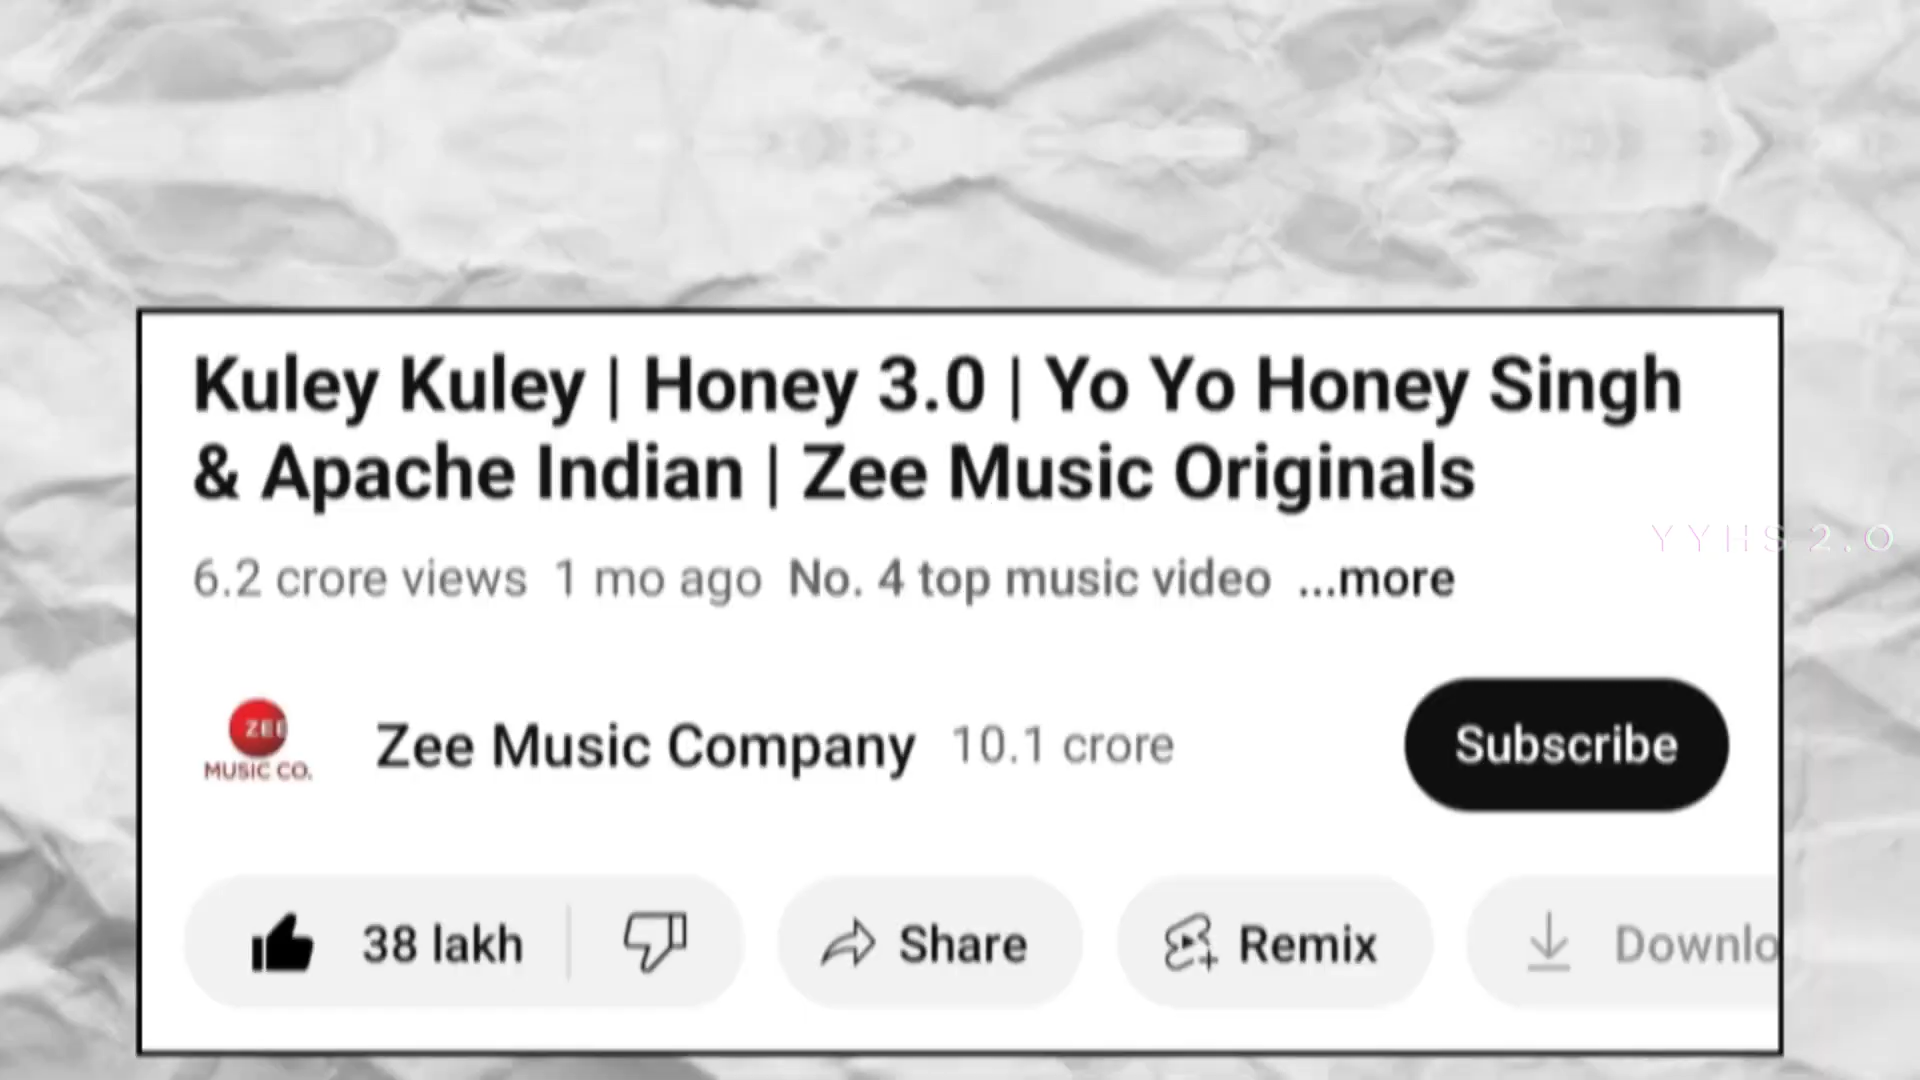 Kuley Kuley | Honey 3.0 | Yo Yo Honey Singh
& Apache Indian | Zee Music Originals
YYHS 2.0
6.2 crore views 1 mo ago No. 4 top music video ...more
ZEE
MUSIC CO.
Zee Music Company 10.1 crore
Subscribe
38 lakh
Share
Remix
Downlo